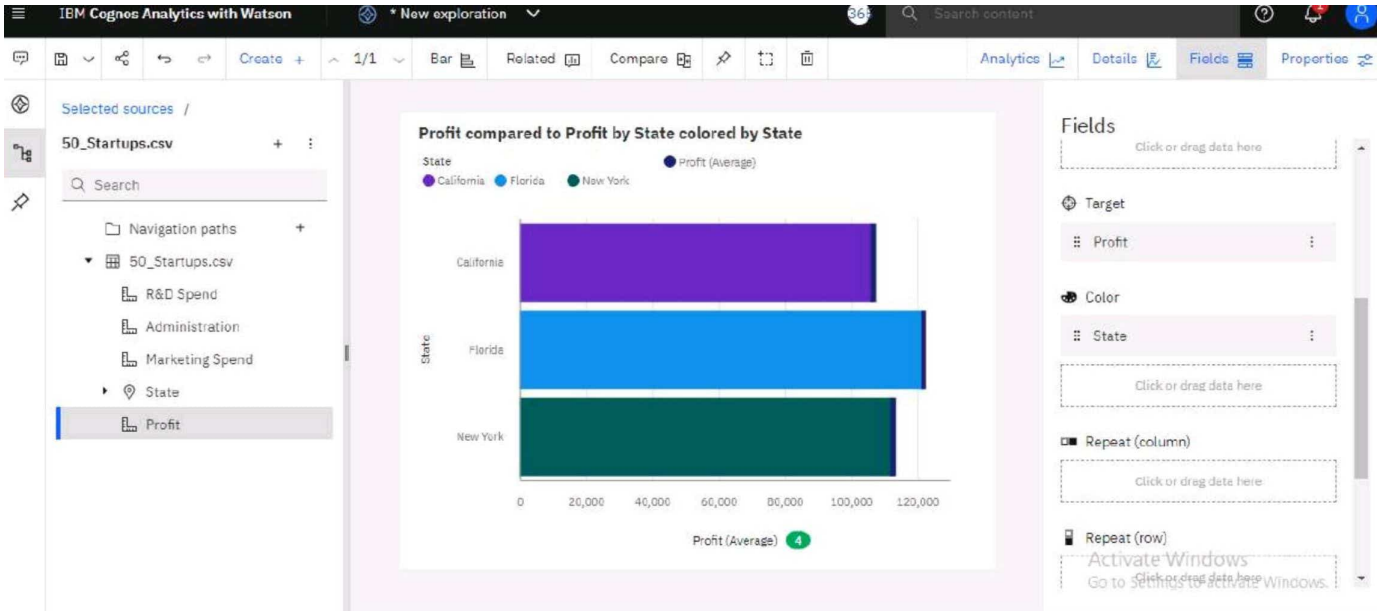 IBM Cognos Analytics with Watson
* New exploration
Search content
Create +
1/1
Bar
Related
Compare
Analytics
Details
Fields
Properties
Selected sources /
50_Startups.csv
Search
Navigation paths
50_Startups.csv
R&D Spend
Administration
Marketing Spend
State
Profit
Profit compared to Profit by State colored by State
State
Profit (Average)
California
Florida
New York
State
California
Florida
New York
0 20,000 40,000 60,000 80,000 100,000 120,000
Profit (Average) 4
Fields
Click or drag data here
Target
Profit
Color
State
Click or drag data here
Repeat (column)
Click or drag data here
Repeat (row)
Activate Windows
Click or drag data here
Go to Settings to activate Windows.